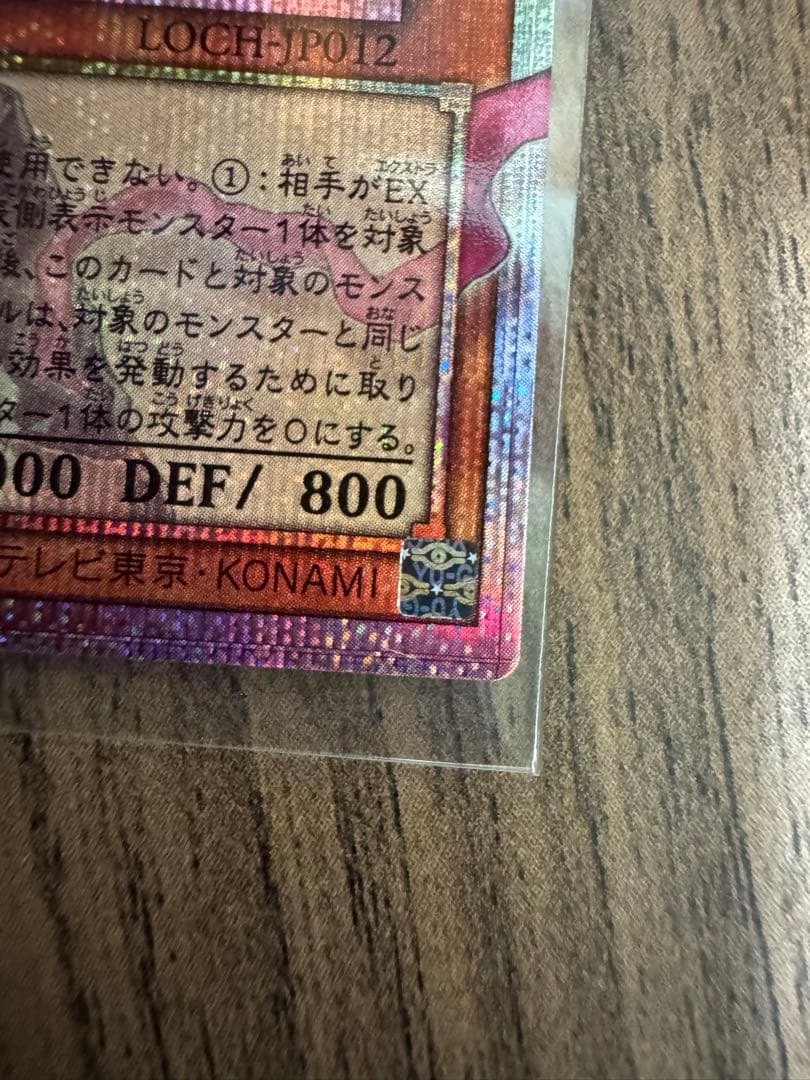 LOCH-JP012
使用できない。①：相手がEX
表側表示モンスター1体を対象
後、このカードと対象のモンス
ルは、対象のモンスターと同じ
効果を発動するために取り
ター1体の攻撃力を0にする。
000 DEF/ 800
テレビ東京・KONAMI